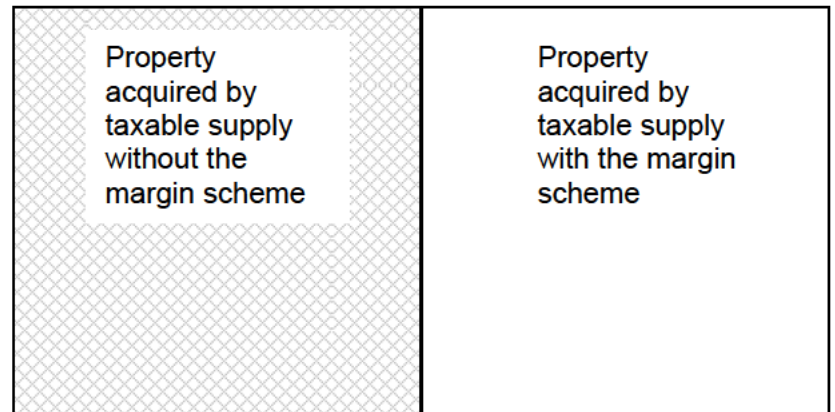 Property
acquired by
taxable supply
without the
margin scheme
Property
acquired by
taxable supply
with the margin
scheme